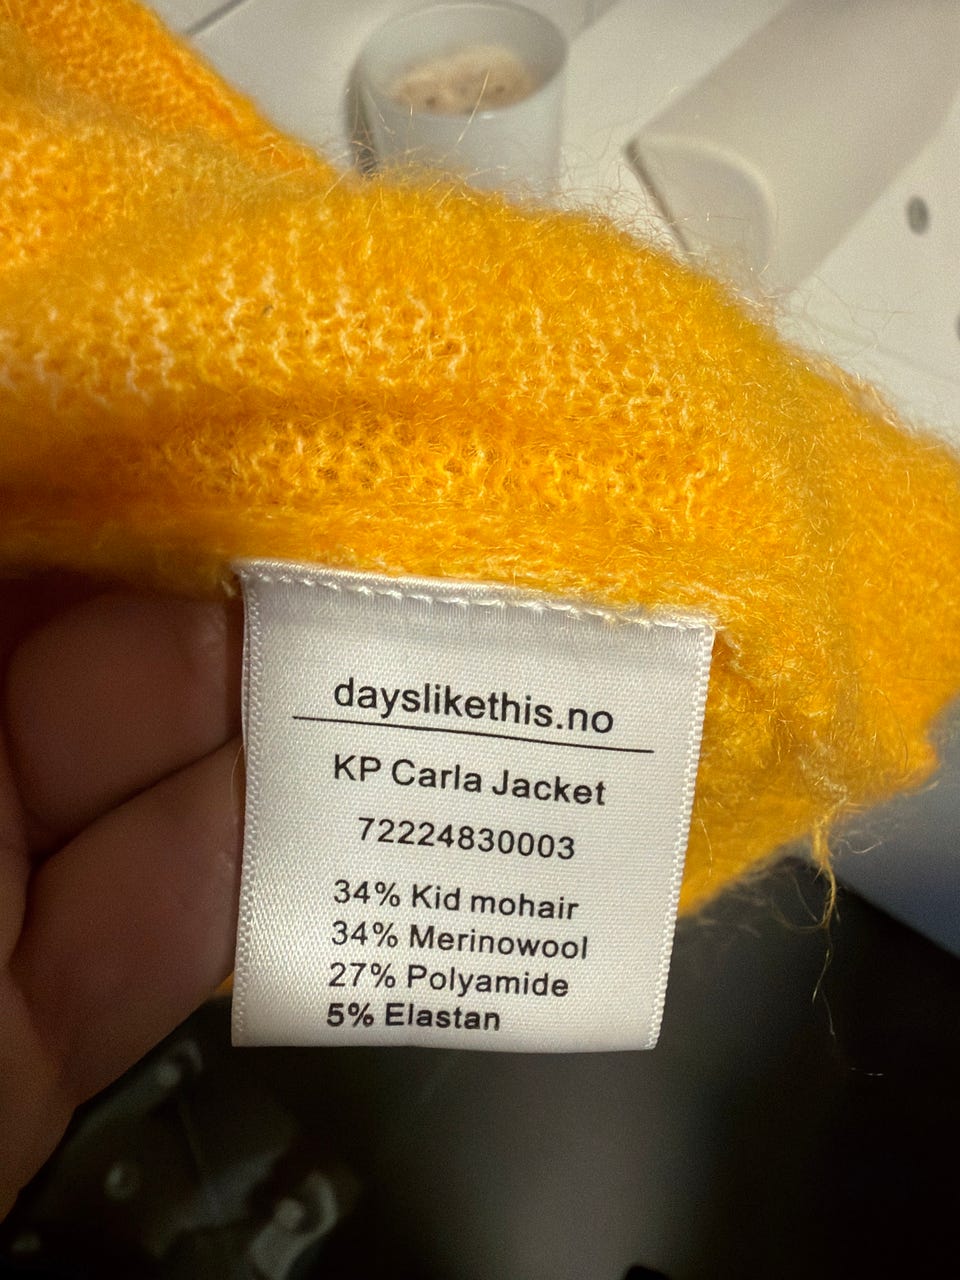 dayslikethis.no
KP Carla Jacket
72224830003
34% Kid mohair
34% Merinowool
27% Polyamide
5% Elastan